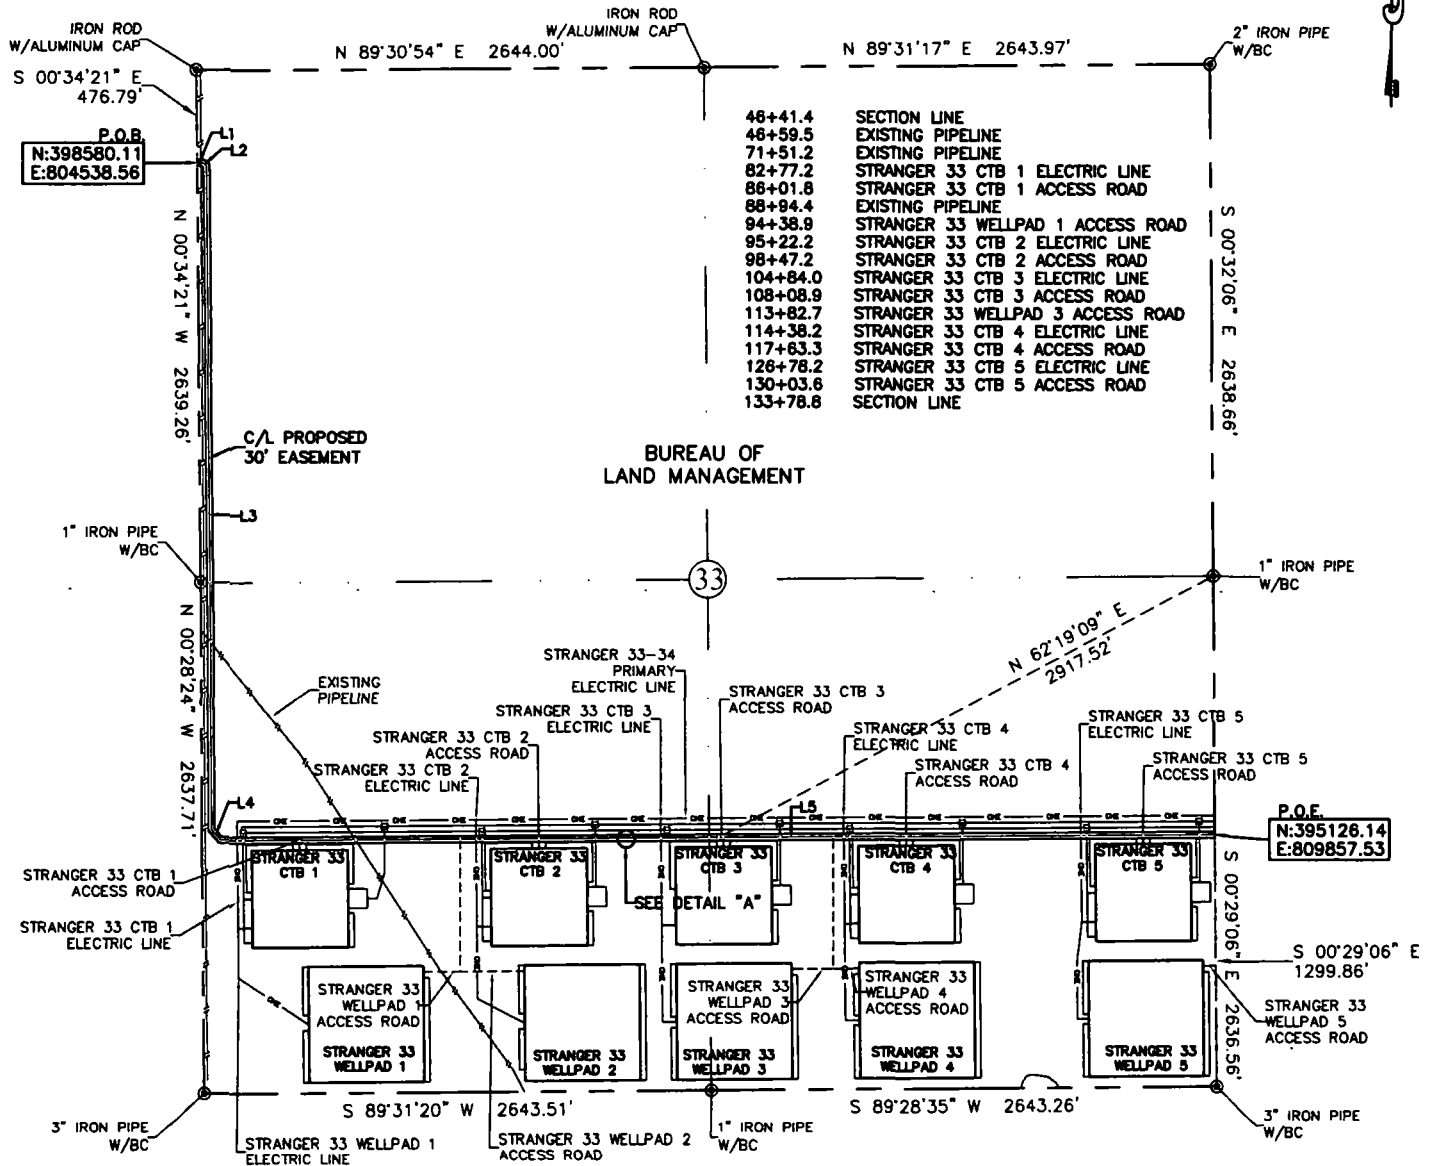 IRON ROD
W/ALUMINUM CAP
N 89°30'54" E 2644.00'
IRON ROD
W/ALUMINUM CAP
N 89°31'17" E 2643.97'
2" IRON PIPE
W/BC
S 00°34'21" E
476.79'
P.O.B.
N:398580.11
E:804538.56
L1
L2
46+41.4 SECTION LINE
46+59.5 EXISTING PIPELINE
71+51.2 EXISTING PIPELINE
82+77.2 STRANGER 33 CTB 1 ELECTRIC LINE
86+01.8 STRANGER 33 CTB 1 ACCESS ROAD
88+94.4 EXISTING PIPELINE
94+38.9 STRANGER 33 WELLPAD 1 ACCESS ROAD
95+22.2 STRANGER 33 CTB 2 ELECTRIC LINE
98+47.2 STRANGER 33 CTB 2 ACCESS ROAD
104+84.0 STRANGER 33 CTB 3 ELECTRIC LINE
108+08.9 STRANGER 33 CTB 3 ACCESS ROAD
113+82.7 STRANGER 33 WELLPAD 3 ACCESS ROAD
114+38.2 STRANGER 33 CTB 4 ELECTRIC LINE
117+63.3 STRANGER 33 CTB 4 ACCESS ROAD
126+78.2 STRANGER 33 CTB 5 ELECTRIC LINE
130+03.6 STRANGER 33 CTB 5 ACCESS ROAD
133+78.8 SECTION LINE
N 00°34'21" W 2639.26'
S 00°32'06" E 2638.66'
C/L PROPOSED
30' EASEMENT
BUREAU OF
LAND MANAGEMENT
L3
1" IRON PIPE
W/BC
33
1" IRON PIPE
W/BC
N 62°19'09" E
2917.52'
N 00°28'24" W 2637.71'
EXISTING
PIPELINE
STRANGER 33-34
PRIMARY
ELECTRIC LINE
STRANGER 33 CTB 3
ACCESS ROAD
STRANGER 33 CTB 3
ELECTRIC LINE
STRANGER 33 CTB 2
ACCESS ROAD
STRANGER 33 CTB 2
ELECTRIC LINE
STRANGER 33 CTB 4
ELECTRIC LINE
STRANGER 33 CTB 4
ACCESS ROAD
STRANGER 33 CTB 5
ELECTRIC LINE
STRANGER 33 CTB 5
ACCESS ROAD
L4
L5
OHE OHE OHE OHE OHE OHE OHE OHE
P.O.E.
N:395126.14
E:809857.53
STRANGER 33
CTB 1
STRANGER 33
CTB 2
STRANGER 33
CTB 3
STRANGER 33
CTB 4
STRANGER 33
CTB 5
SEE DETAIL "A"
STRANGER 33 CTB 1
ACCESS ROAD
STRANGER 33 CTB 1
ELECTRIC LINE
S 00°29'06" E 2636.56'
S 00°29'06" E
1299.86'
STRANGER 33
WELLPAD 1
ACCESS ROAD
STRANGER 33
WELLPAD 3
ACCESS ROAD
STRANGER 33
WELLPAD 4
ACCESS ROAD
STRANGER 33
WELLPAD 5
ACCESS ROAD
STRANGER 33
WELLPAD 1
STRANGER 33
WELLPAD 2
STRANGER 33
WELLPAD 3
STRANGER 33
WELLPAD 4
STRANGER 33
WELLPAD 5
S 89°31'20" W 2643.51'
S 89°28'35" W 2643.26'
3" IRON PIPE
W/BC
STRANGER 33 WELLPAD 1
ELECTRIC LINE
STRANGER 33 WELLPAD 2
ACCESS ROAD
1" IRON PIPE
W/BC
3" IRON PIPE
W/BC